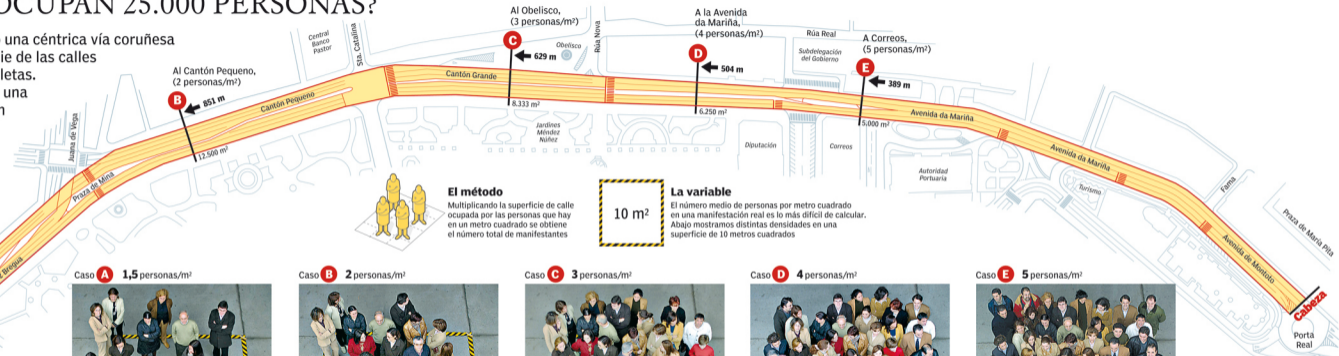 OCUPAN 25.000 PERSONAS?
una céntrica vía coruñesa
ie de las calles
letas.
una
Al Cantón Pequeño,
(2 personas/m²)
B
851 m
12.500 m²
Juana de Vega
Praza de Mina
Cantón Pequeño
Central
Banco
Pastor
Sta. Catalina
Cantón Grande
Al Obelisco,
(3 personas/m²)
C
629 m
8.333 m²
Obelisco
Rúa Nova
Jardines
Méndez
Núñez
A la Avenida
da Mariña,
(4 personas/m²)
D
504 m
6.250 m²
Rúa Real
Subdelegación
del Gobierno
Diputación
A Correos,
(5 personas/m²)
E
389 m
5.000 m²
Correos
Avenida da Mariña
Autoridad
Portuaria
Avenida da Mariña
Turismo
Fama
Praza de María Pita
Avenida de Montoto
Cabeza
Porta
Real
El método
Multiplicando la superficie de calle
ocupada por las personas que hay
en un metro cuadrado se obtiene
el número total de manifestantes
10 m²
La variable
El número medio de personas por metro cuadrado
en una manifestación real es lo más difícil de calcular.
Abajo mostramos distintas densidades en una
superficie de 10 metros cuadrados
Bregua
Caso A 1,5 personas/m²
Caso B 2 personas/m²
Caso C 3 personas/m²
Caso D 4 personas/m²
Caso E 5 personas/m²